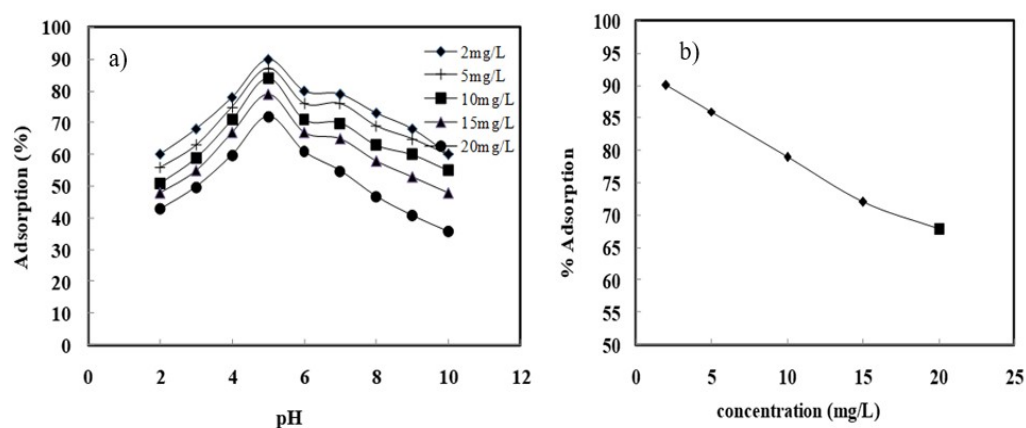 a)
Adsorption (%)
100
90
80
70
60
50
40
30
20
10
0
0 2 4 6 8 10 12
pH
2mg/L
5mg/L
10mg/L
15mg/L
20mg/L
b)
% Adsorption
100
95
90
85
80
75
70
65
60
55
50
0 5 10 15 20 25
concentration (mg/L)